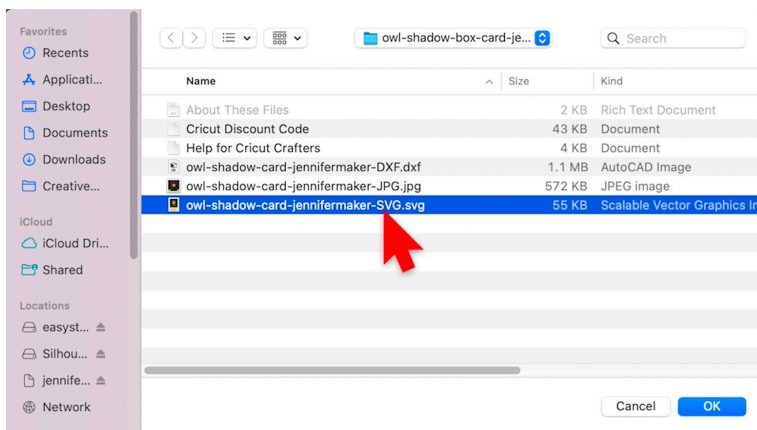 Favorites
Recents
Applicati...
Desktop
Documents
Downloads
Creative...
iCloud
iCloud Dri...
Shared
Locations
easyst...
Silhou...
jennife...
Network
owl-shadow-box-card-je...
Search
Name Size Kind
About These Files 2 KB Rich Text Document
Cricut Discount Code 43 KB Document
Help for Cricut Crafters 4 KB Document
owl-shadow-card-jennifermaker-DXF.dxf 1.1 MB AutoCAD Image
owl-shadow-card-jennifermaker-JPG.jpg 572 KB JPEG image
owl-shadow-card-jennifermaker-SVG.svg 55 KB Scalable Vector Graphics In
Cancel OK